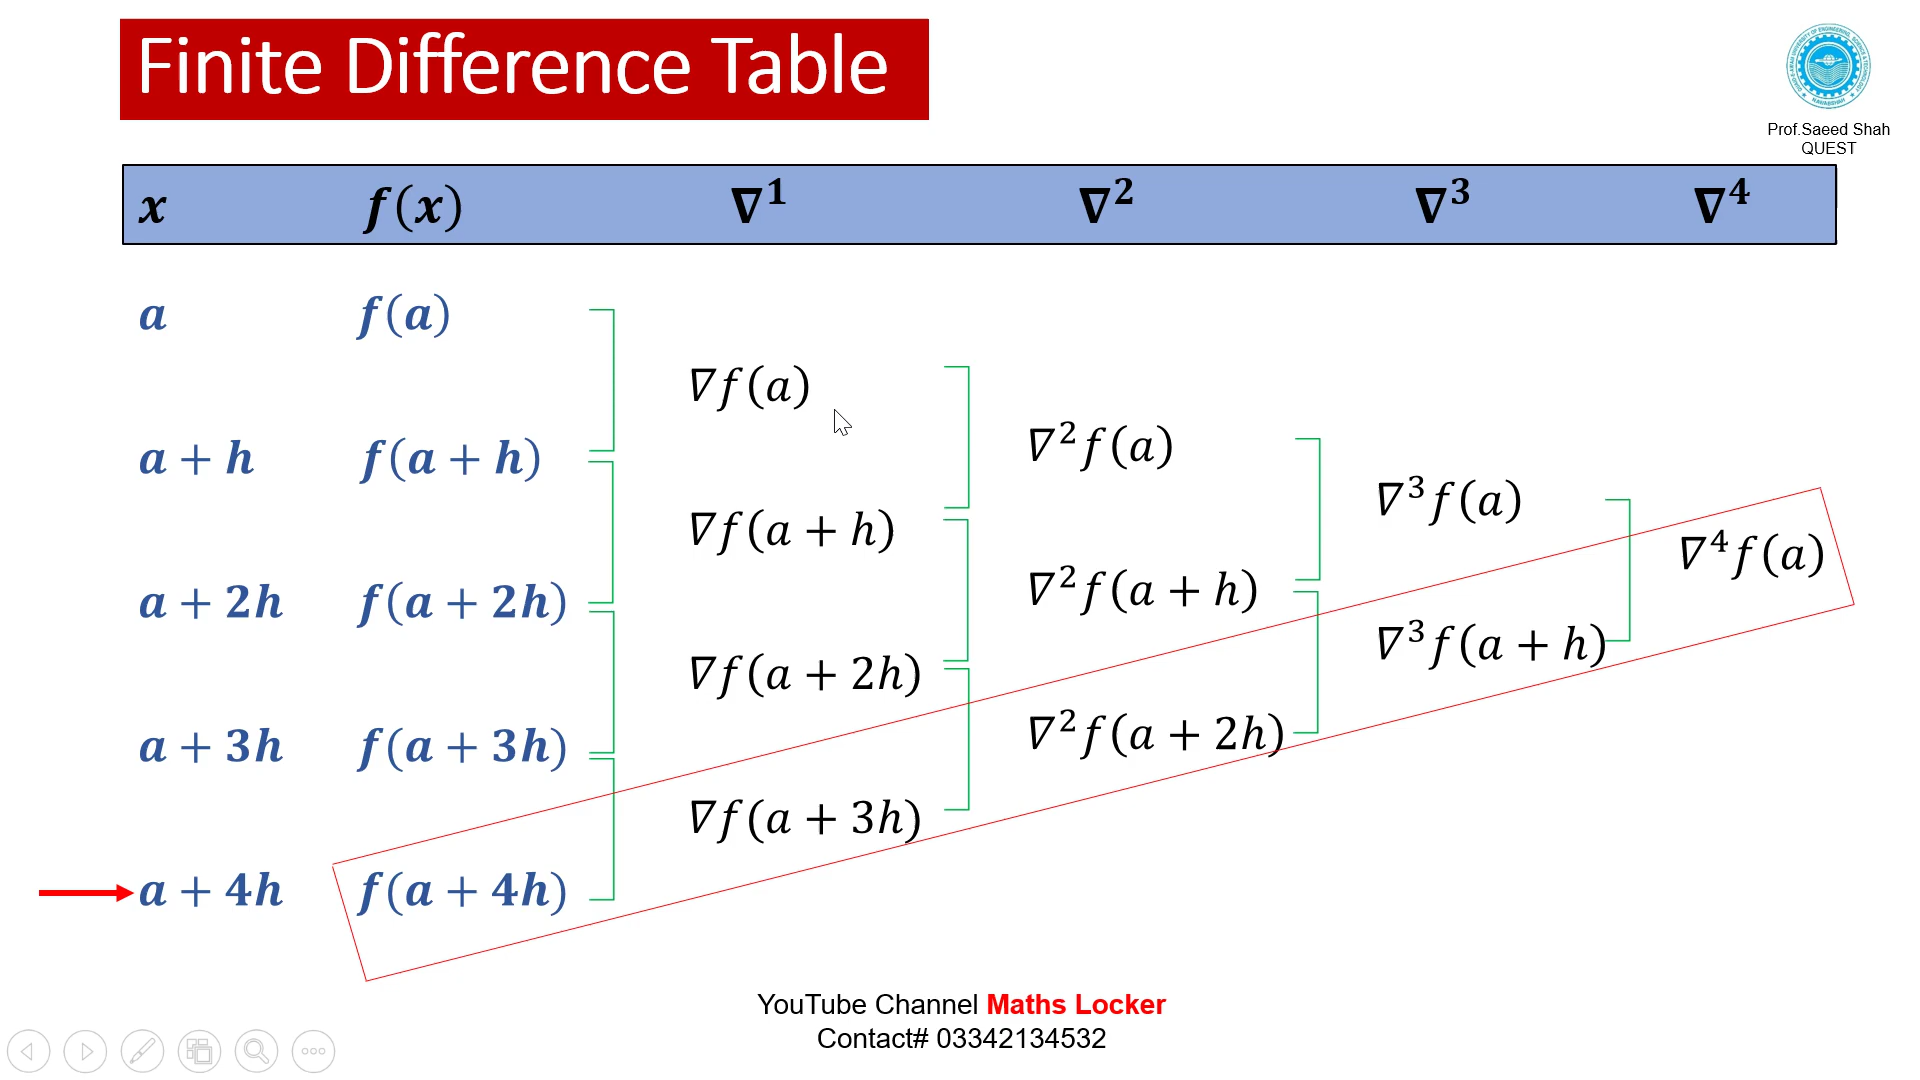 Finite Difference Table
Prof.Saeed Shah
QUEST
x f(x) ∇¹ ∇² ∇³ ∇⁴
a f(a)
∇f(a)
a + h f(a + h) ∇²f(a)
∇f(a + h) ∇³f(a)
a + 2h f(a + 2h) ∇²f(a + h) ∇⁴f(a)
∇f(a + 2h) ∇³f(a + h)
a + 3h f(a + 3h) ∇²f(a + 2h)
∇f(a + 3h)
a + 4h f(a + 4h)
YouTube Channel Maths Locker
Contact# 03342134532